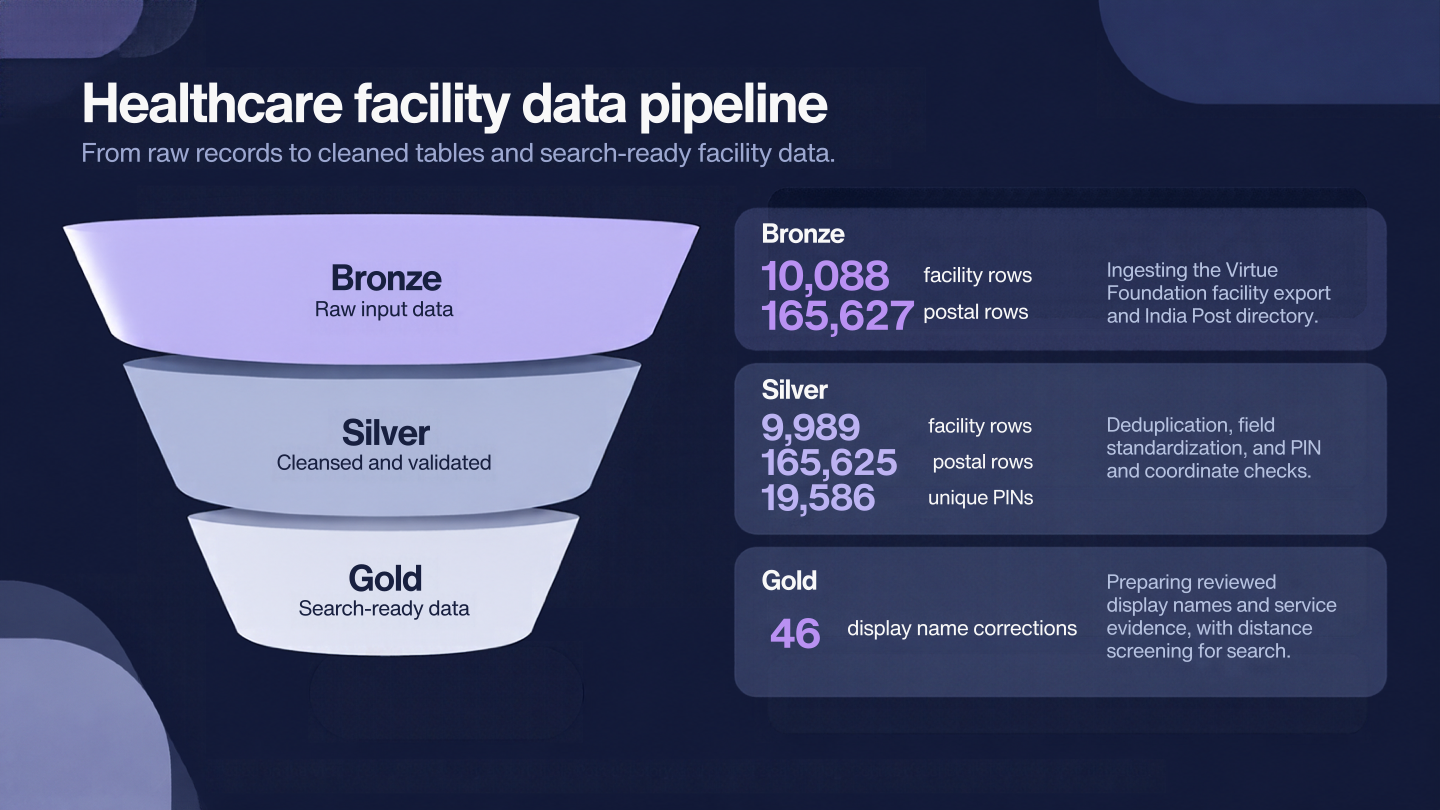 Healthcare facility data pipeline
From raw records to cleaned tables and search-ready facility data.
Bronze
Raw input data
Silver
Cleansed and validated
Gold
Search-ready data
Bronze
10,088 facility rows
165,627 postal rows
Ingesting the Virtue
Foundation facility export
and India Post directory.
Silver
9,989 facility rows
165,625 postal rows
19,586 unique PINs
Deduplication, field
standardization, and PIN
and coordinate checks.
Gold
46 display name corrections
Preparing reviewed
display names and service
evidence, with distance
screening for search.